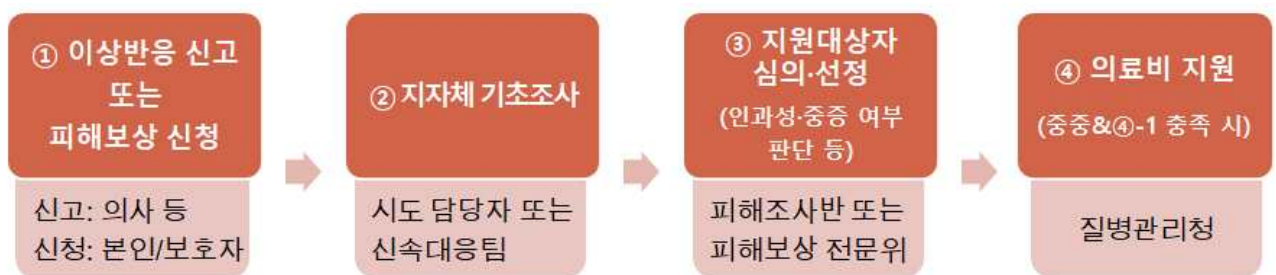 ① 이상반응 신고
또는
피해보상 신청
신고: 의사 등
신청: 본인/보호자
② 지자체 기초조사
시도 담당자 또는
신속대응팀
③ 지원대상자
심의·선정
(인과성·중증 여부
판단 등)
피해조사반 또는
피해보상 전문위
④ 의료비 지원
(중중&④-1 충족 시)
질병관리청